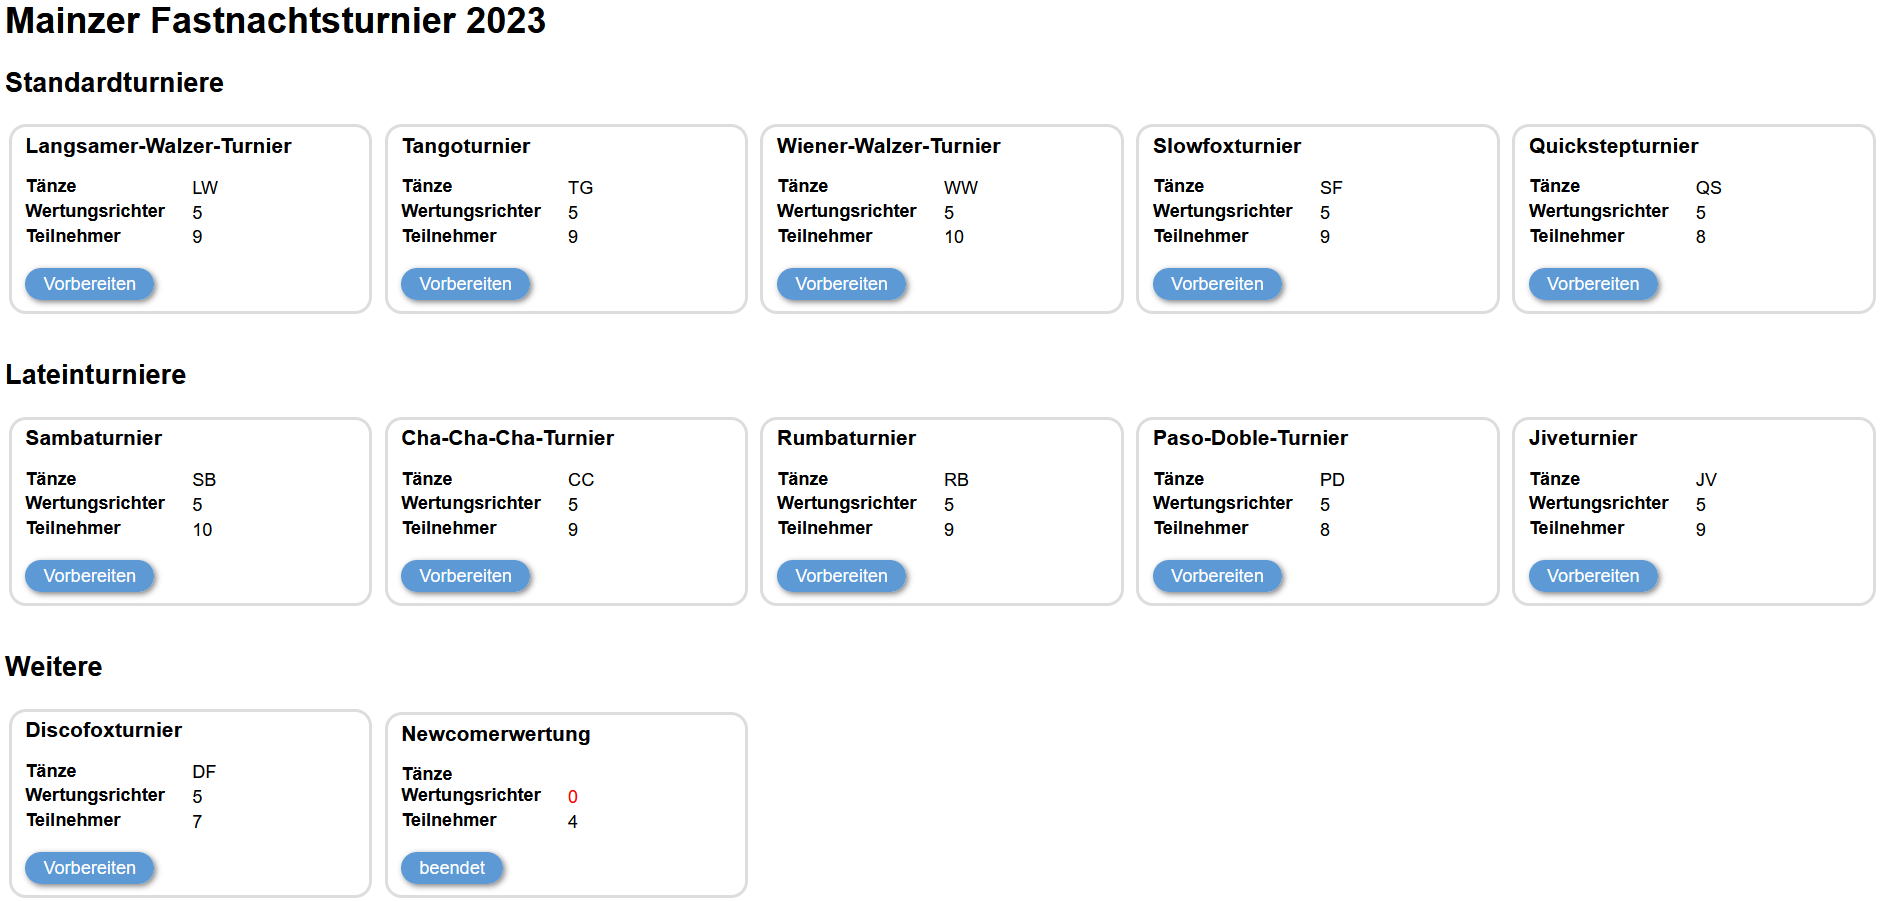 Mainzer Fastnachtsturnier 2023
Standardturniere
Langsamer-Walzer-Turnier
Tänze LW
Wertungsrichter 5
Teilnehmer 9
Vorbereiten
Tangoturnier
Tänze TG
Wertungsrichter 5
Teilnehmer 9
Vorbereiten
Wiener-Walzer-Turnier
Tänze WW
Wertungsrichter 5
Teilnehmer 10
Vorbereiten
Slowfoxturnier
Tänze SF
Wertungsrichter 5
Teilnehmer 9
Vorbereiten
Quickstepturnier
Tänze QS
Wertungsrichter 5
Teilnehmer 8
Vorbereiten
Lateinturniere
Sambaturnier
Tänze SB
Wertungsrichter 5
Teilnehmer 10
Vorbereiten
Cha-Cha-Cha-Turnier
Tänze CC
Wertungsrichter 5
Teilnehmer 9
Vorbereiten
Rumbaturnier
Tänze RB
Wertungsrichter 5
Teilnehmer 9
Vorbereiten
Paso-Doble-Turnier
Tänze PD
Wertungsrichter 5
Teilnehmer 8
Vorbereiten
Jiveturnier
Tänze JV
Wertungsrichter 5
Teilnehmer 9
Vorbereiten
Weitere
Discofoxturnier
Tänze DF
Wertungsrichter 5
Teilnehmer 7
Vorbereiten
Newcomerwertung
Tänze
Wertungsrichter 0
Teilnehmer 4
beendet